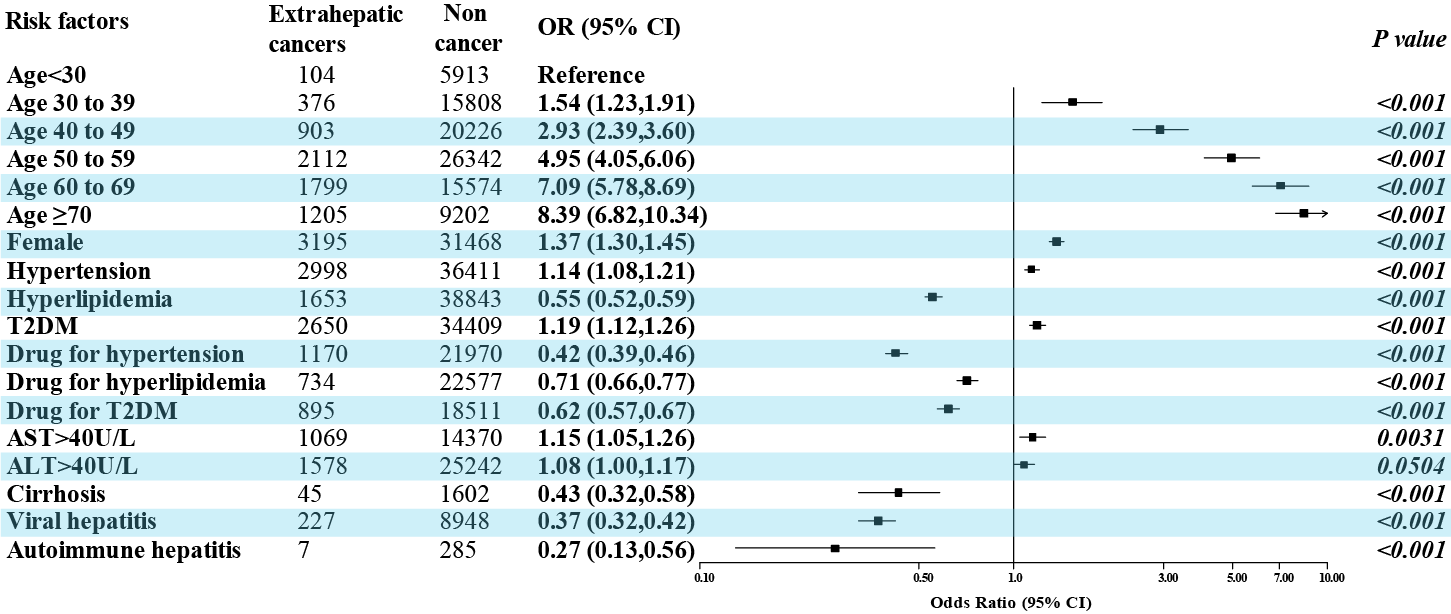 Risk factors Extrahepatic cancers Non cancer OR (95% CI) P value
Age<30 104 5913 Reference
Age 30 to 39 376 15808 1.54 (1.23,1.91) <0.001
Age 40 to 49 903 20226 2.93 (2.39,3.60) <0.001
Age 50 to 59 2112 26342 4.95 (4.05,6.06) <0.001
Age 60 to 69 1799 15574 7.09 (5.78,8.69) <0.001
Age ≥70 1205 9202 8.39 (6.82,10.34) <0.001
Female 3195 31468 1.37 (1.30,1.45) <0.001
Hypertension 2998 36411 1.14 (1.08,1.21) <0.001
Hyperlipidemia 1653 38843 0.55 (0.52,0.59) <0.001
T2DM 2650 34409 1.19 (1.12,1.26) <0.001
Drug for hypertension 1170 21970 0.42 (0.39,0.46) <0.001
Drug for hyperlipidemia 734 22577 0.71 (0.66,0.77) <0.001
Drug for T2DM 895 18511 0.62 (0.57,0.67) <0.001
AST>40U/L 1069 14370 1.15 (1.05,1.26) 0.0031
ALT>40U/L 1578 25242 1.08 (1.00,1.17) 0.0504
Cirrhosis 45 1602 0.43 (0.32,0.58) <0.001
Viral hepatitis 227 8948 0.37 (0.32,0.42) <0.001
Autoimmune hepatitis 7 285 0.27 (0.13,0.56) <0.001
0.10 0.50 1.0 3.00 5.00 7.00 10.00
Odds Ratio (95% CI)